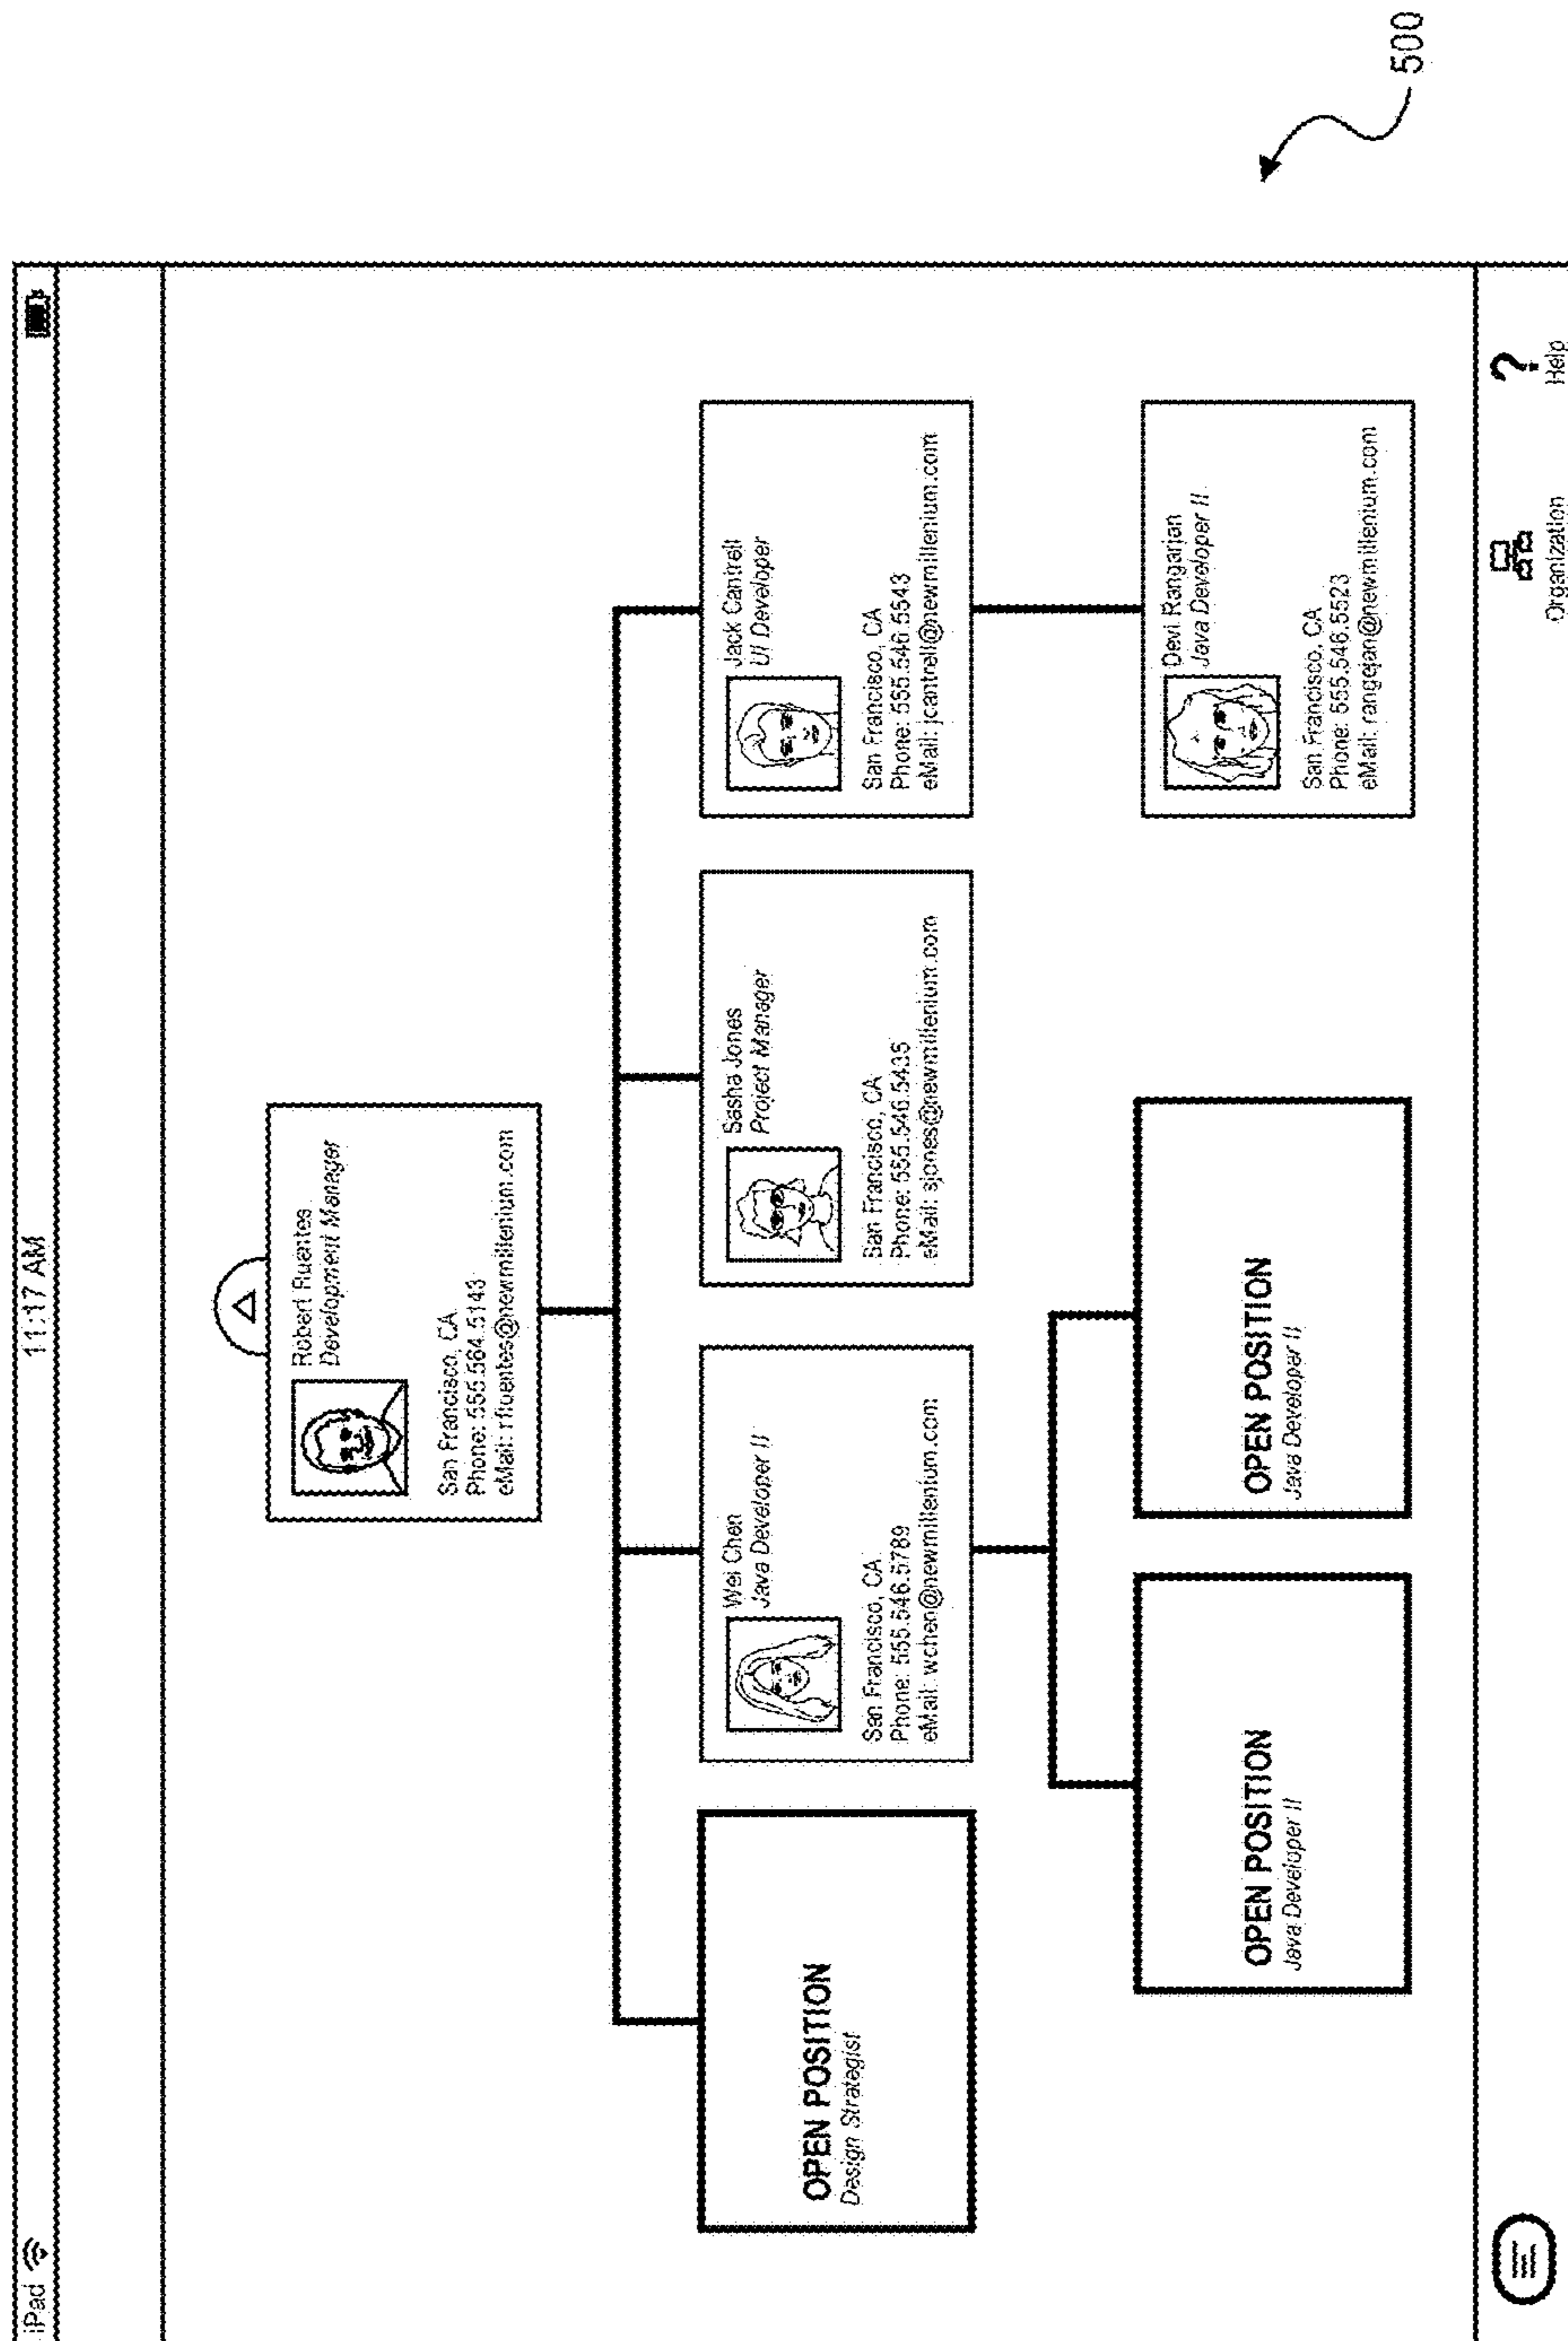 iPad
11:17 AM
Robert Ruentes
Development Manager
San Francisco, CA
Phone: 555.564.5143
eMail: rfluentes@newmillenium.com
OPEN POSITION
Design Strategist
Wei Chen
Java Developer II
San Francisco, CA
Phone: 555.546.5789
eMail: wchen@newmillenium.com
Sasha Jones
Project Manager
San Francisco, CA
Phone: 555.546.5435
eMail: sjones@newmillenium.com
Jack Cantrell
UI Developer
San Francisco, CA
Phone: 555.546.5543
eMail: jcantrell@newmillenium.com
OPEN POSITION
Java Developer II
OPEN POSITION
Java Developer II
Devi Rangarjan
Java Developer II
San Francisco, CA
Phone: 555.546.5523
eMail: rangejan@newmillenium.com
Organization
Help
500